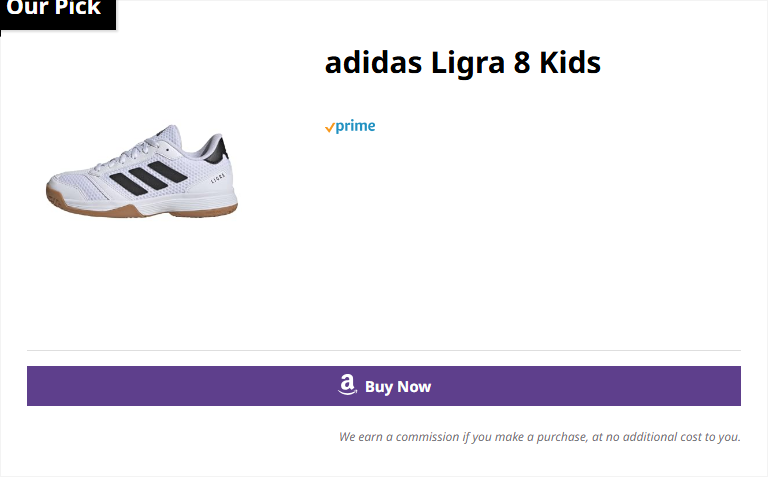 Our Pick
adidas Ligra 8 Kids
prime
LIGRA
Buy Now
We earn a commission if you make a purchase, at no additional cost to you.